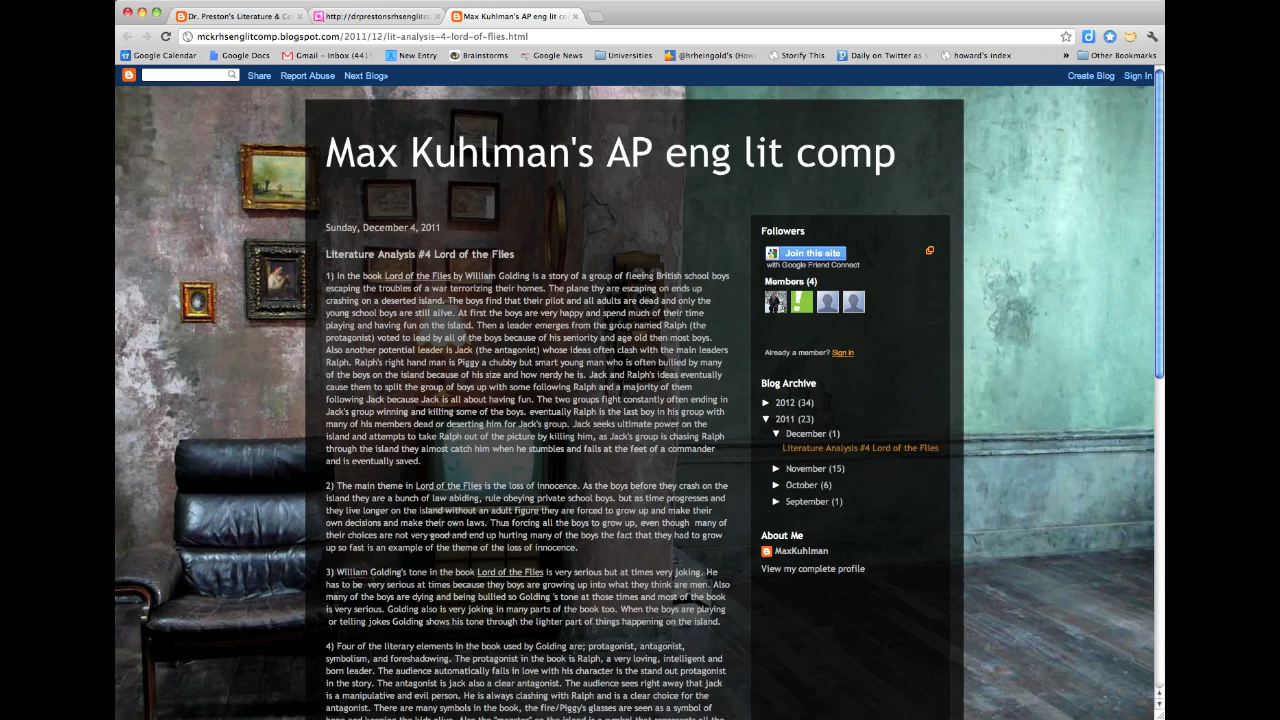 Dr. Preston's Literature & Co
http://drprestonsrhsenglitco
Max Kuhlman's AP eng lit co
mckrhsenglitcomp.blogspot.com/2011/12/lit-analysis-4-lord-of-flies.html
Google Calendar Google Docs Gmail - Inbox (441 New Entry Brainstorms Google News Universities @hrheingold's (How Storify This Daily on Twitter as howard's index » Other Bookmarks
Share Report Abuse Next Blog» Create Blog Sign In
Max Kuhlman's AP eng lit comp
Sunday, December 4, 2011
Literature Analysis #4 Lord of the Flies
1) In the book Lord of the Flies by William Golding is a story of a group of fleeing British school boys
escaping the troubles of a war terrorizing their homes. The plane thy are escaping on ends up
crashing on a deserted island. The boys find that their pilot and all adults are dead and only the
young school boys are still alive. At first the boys are very happy and spend much of their time
playing and having fun on the island. Then a leader emerges from the group named Ralph (the
protagonist) voted to lead by all of the boys because of his seniority and age old then most boys.
Also another potential leader is Jack (the antagonist) whose ideas often clash with the main leaders
Ralph. Ralph's right hand man is Piggy a chubby but smart young man who is often bullied by many
of the boys on the island because of his size and how nerdy he is. Jack and Ralph's ideas eventually
cause them to split the group of boys up with some following Ralph and a majority of them
following Jack because Jack is all about having fun. The two groups fight constantly often ending in
Jack's group winning and killing some of the boys. eventually Ralph is the last boy in his group with
many of his members dead or deserting him for Jack's group. Jack seeks ultimate power on the
island and attempts to take Ralph out of the picture by killing him, as Jack's group is chasing Ralph
through the island they almost catch him when he stumbles and falls at the feet of a commander
and is eventually saved.
2) The main theme in Lord of the Flies is the loss of innocence. As the boys before they crash on the
island they are a bunch of law abiding, rule obeying private school boys. but as time progresses and
they live longer on the island without an adult figure they are forced to grow up and make their
own decisions and make their own laws. Thus forcing all the boys to grow up, even though many of
their choices are not very good and end up hurting many of the boys the fact that they had to grow
up so fast is an example of the theme of the loss of innocence.
3) William Golding's tone in the book Lord of the Flies is very serious but at times very joking. He
has to be very serious at times because they boys are growing up into what they think are men. Also
many of the boys are dying and being bullied so Golding 's tone at those times and most of the book
is very serious. Golding also is very joking in many parts of the book too. When the boys are playing
or telling jokes Golding shows his tone through the lighter part of things happening on the island.
4) Four of the literary elements in the book used by Golding are; protagonist, antagonist,
symbolism, and foreshadowing. The protagonist in the book is Ralph, a very loving, intelligent and
born leader. The audience automatically falls in love with his character is the stand out protagonist
in the story. The antagonist is jack also a clear antagonist. The audience sees right away that jack
is a manipulative and evil person. He is always clashing with Ralph and is a clear choice for the
antagonist. There are many symbols in the book, the fire/Piggy's glasses are seen as a symbol of
Followers
Join this site
with Google Friend Connect
Members (4)
Already a member? Sign in
Blog Archive
► 2012 (34)
▼ 2011 (23)
▼ December (1)
Literature Analysis #4 Lord of the Flies
► November (15)
► October (6)
► September (1)
About Me
MaxKuhlman
View my complete profile